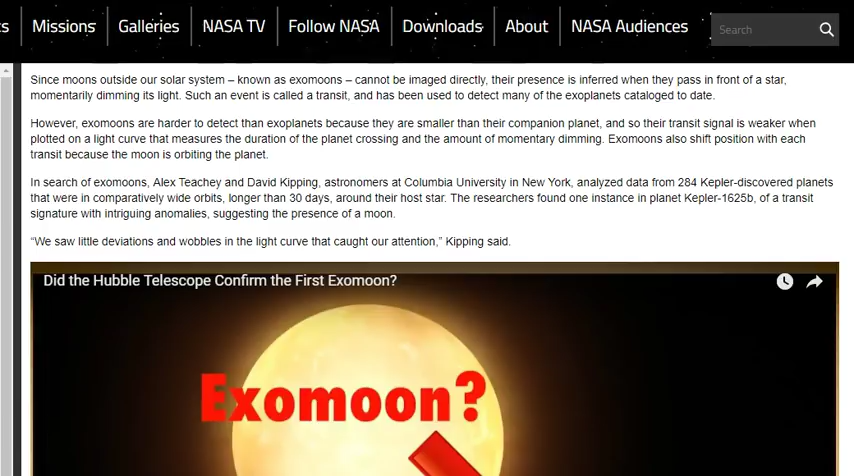 Missions Galleries NASA TV Follow NASA Downloads About NASA Audiences Search
Since moons outside our solar system – known as exomoons – cannot be imaged directly, their presence is inferred when they pass in front of a star,
momentarily dimming its light. Such an event is called a transit, and has been used to detect many of the exoplanets cataloged to date.
However, exomoons are harder to detect than exoplanets because they are smaller than their companion planet, and so their transit signal is weaker when
plotted on a light curve that measures the duration of the planet crossing and the amount of momentary dimming. Exomoons also shift position with each
transit because the moon is orbiting the planet.
In search of exomoons, Alex Teachey and David Kipping, astronomers at Columbia University in New York, analyzed data from 284 Kepler-discovered planets
that were in comparatively wide orbits, longer than 30 days, around their host star. The researchers found one instance in planet Kepler-1625b, of a transit
signature with intriguing anomalies, suggesting the presence of a moon.
“We saw little deviations and wobbles in the light curve that caught our attention,” Kipping said.
Did the Hubble Telescope Confirm the First Exomoon?
Exomoon?